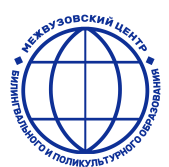 МЕЖВУЗОВСКИЙ ЦЕНТР
БИЛИНГВАЛЬНОГО И ПОЛИКУЛЬТУРНОГО ОБРАЗОВАНИЯ